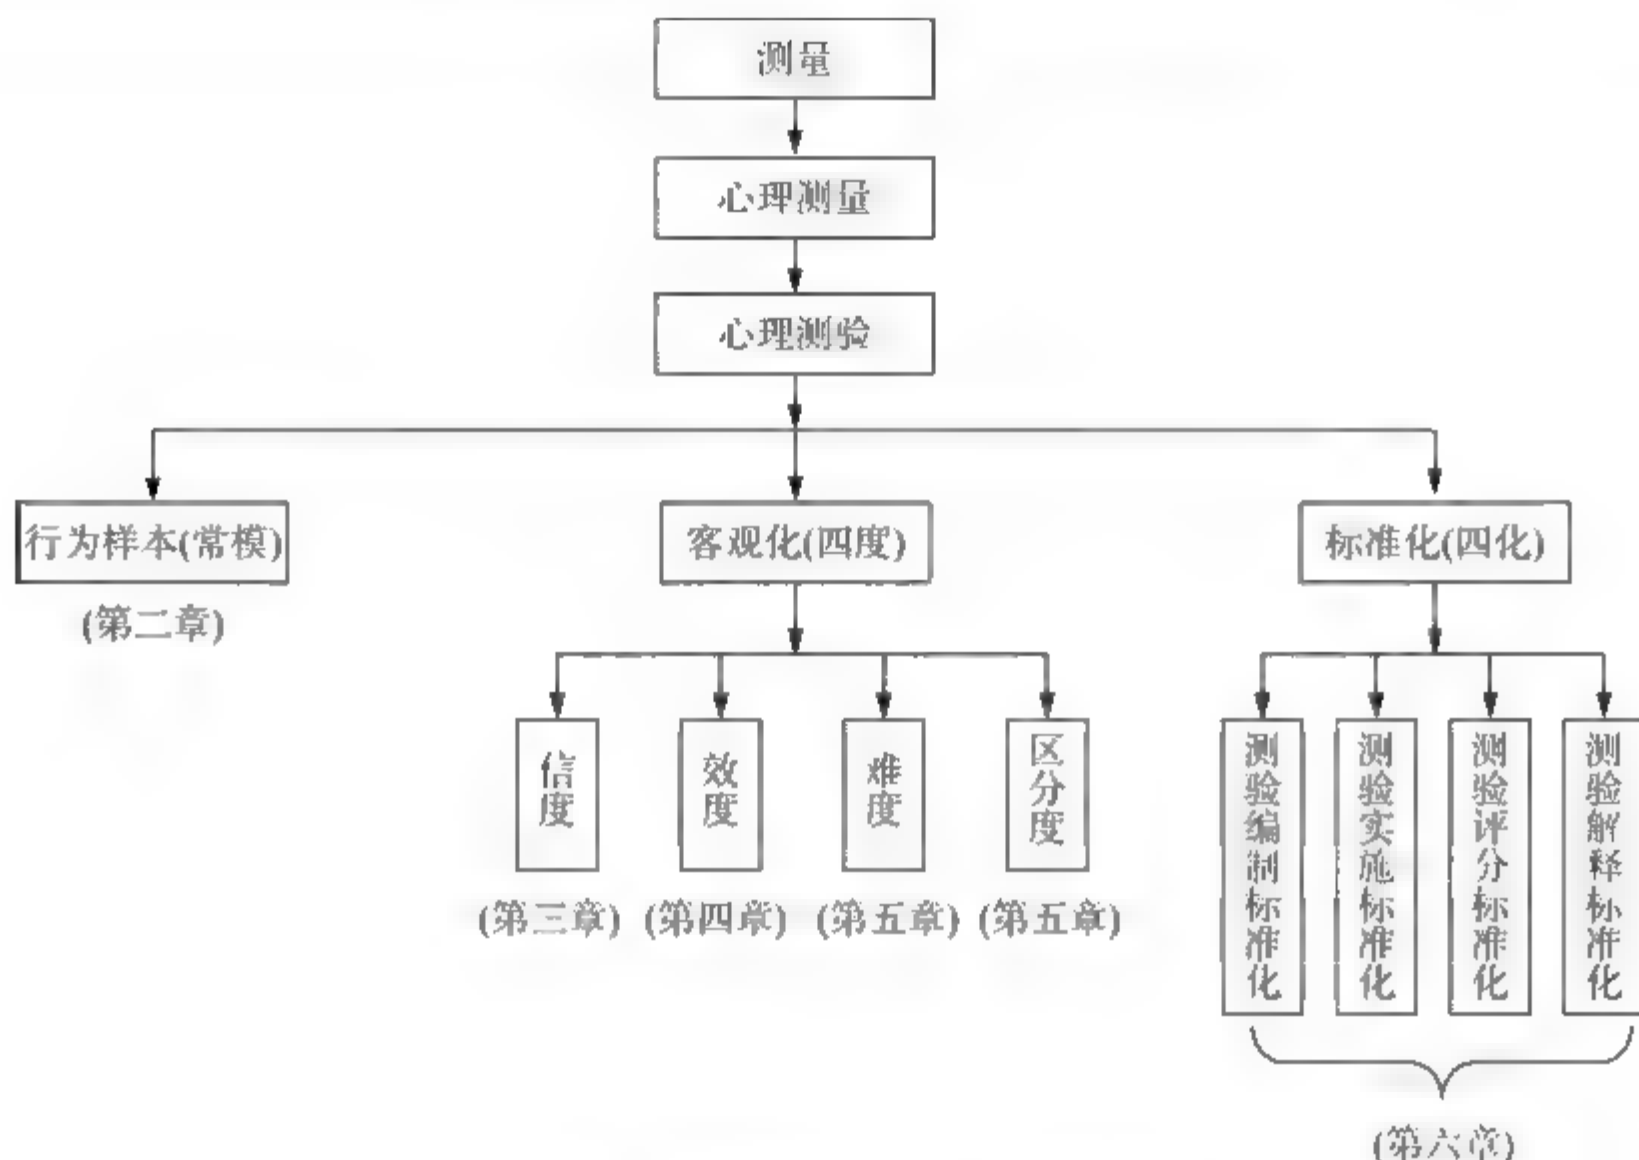 测量
心理测量
心理测验
行为样本(常模)
客观化(四度)
标准化(四化)
(第二章)
信度
效度
难度
区分度
测验编制标准化
测验实施标准化
测验评分标准化
测验解释标准化
(第三章)
(第四章)
(第五章)
(第五章)
(第六章)